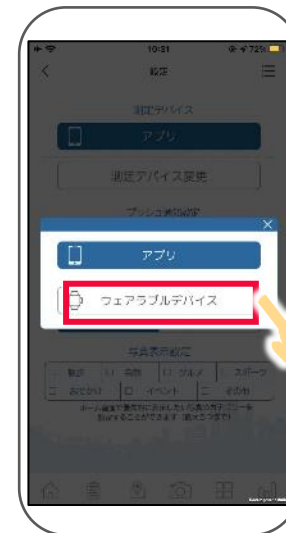 10:31
72%
設定
測定デバイス
アプリ
測定デバイス変更
プッシュ通知設定
アプリ
ウェアラブルデバイス
写真表示設定
散歩 名所 グルメ スポーツ
おでかけ イベント その他